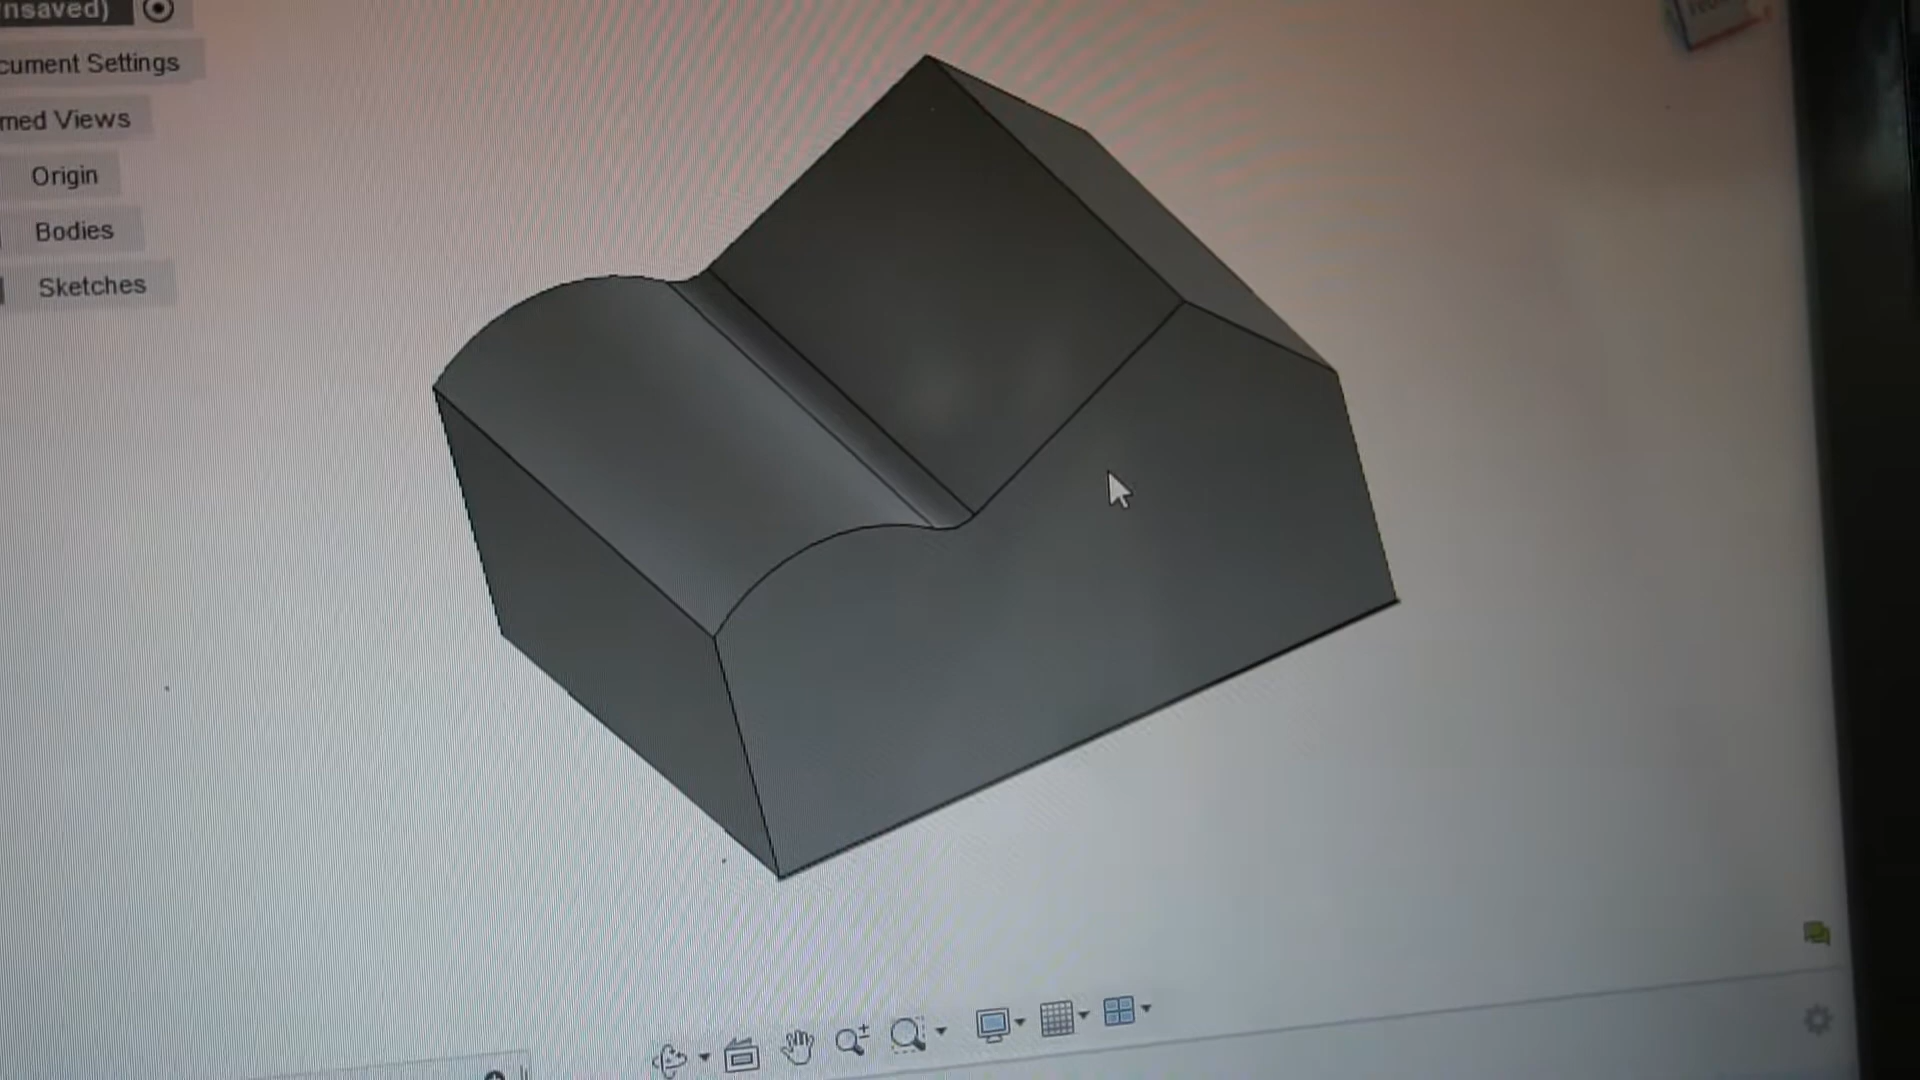 nsaved)
cument Settings
med Views
Origin
Bodies
Sketches